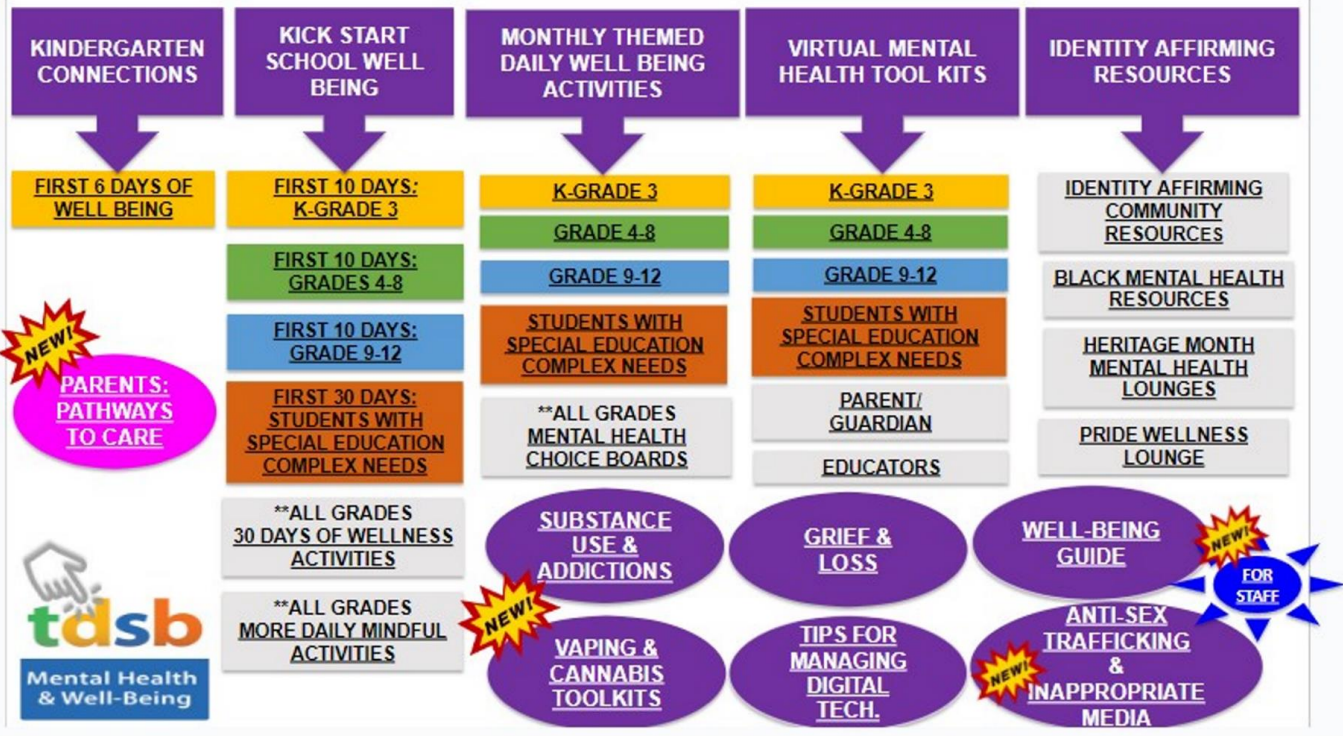 KINDERGARTEN
CONNECTIONS
FIRST 6 DAYS OF
WELL BEING
NEW!
PARENTS:
PATHWAYS
TO CARE
tdsb
Mental Health
& Well-Being
KICK START
SCHOOL WELL
BEING
FIRST 10 DAYS:
K-GRADE 3
FIRST 10 DAYS:
GRADES 4-8
FIRST 10 DAYS:
GRADE 9-12
FIRST 30 DAYS:
STUDENTS WITH
SPECIAL EDUCATION
COMPLEX NEEDS
**ALL GRADES
30 DAYS OF WELLNESS
ACTIVITIES
**ALL GRADES
MORE DAILY MINDFUL
ACTIVITIES
MONTHLY THEMED
DAILY WELL BEING
ACTIVITIES
K-GRADE 3
GRADE 4-8
GRADE 9-12
STUDENTS WITH
SPECIAL EDUCATION
COMPLEX NEEDS
**ALL GRADES
MENTAL HEALTH
CHOICE BOARDS
VIRTUAL MENTAL
HEALTH TOOL KITS
K-GRADE 3
GRADE 4-8
GRADE 9-12
STUDENTS WITH
SPECIAL EDUCATION
COMPLEX NEEDS
PARENT/
GUARDIAN
EDUCATORS
IDENTITY AFFIRMING
RESOURCES
IDENTITY AFFIRMING
COMMUNITY
RESOURCES
BLACK MENTAL HEALTH
RESOURCES
HERITAGE MONTH
MENTAL HEALTH
LOUNGES
PRIDE WELLNESS
LOUNGE
SUBSTANCE
USE &
ADDICTIONS
GRIEF &
LOSS
WELL-BEING
GUIDE
NEW!
FOR
STAFF
NEW!
VAPING &
CANNABIS
TOOLKITS
TIPS FOR
MANAGING
DIGITAL
TECH.
NEW!
ANTI-SEX
TRAFFICKING
&
INAPPROPRIATE
MEDIA